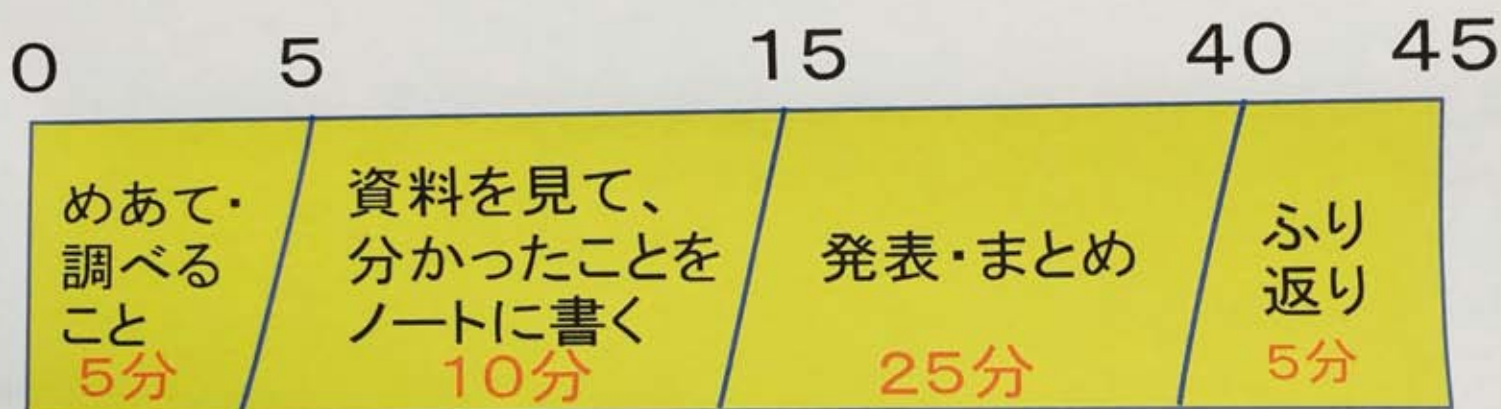 0 5 15 40 45
めあて・
調べる
こと
5分
資料を見て、
分かったことを
ノートに書く
10分
発表・まとめ
25分
ふり
返り
5分